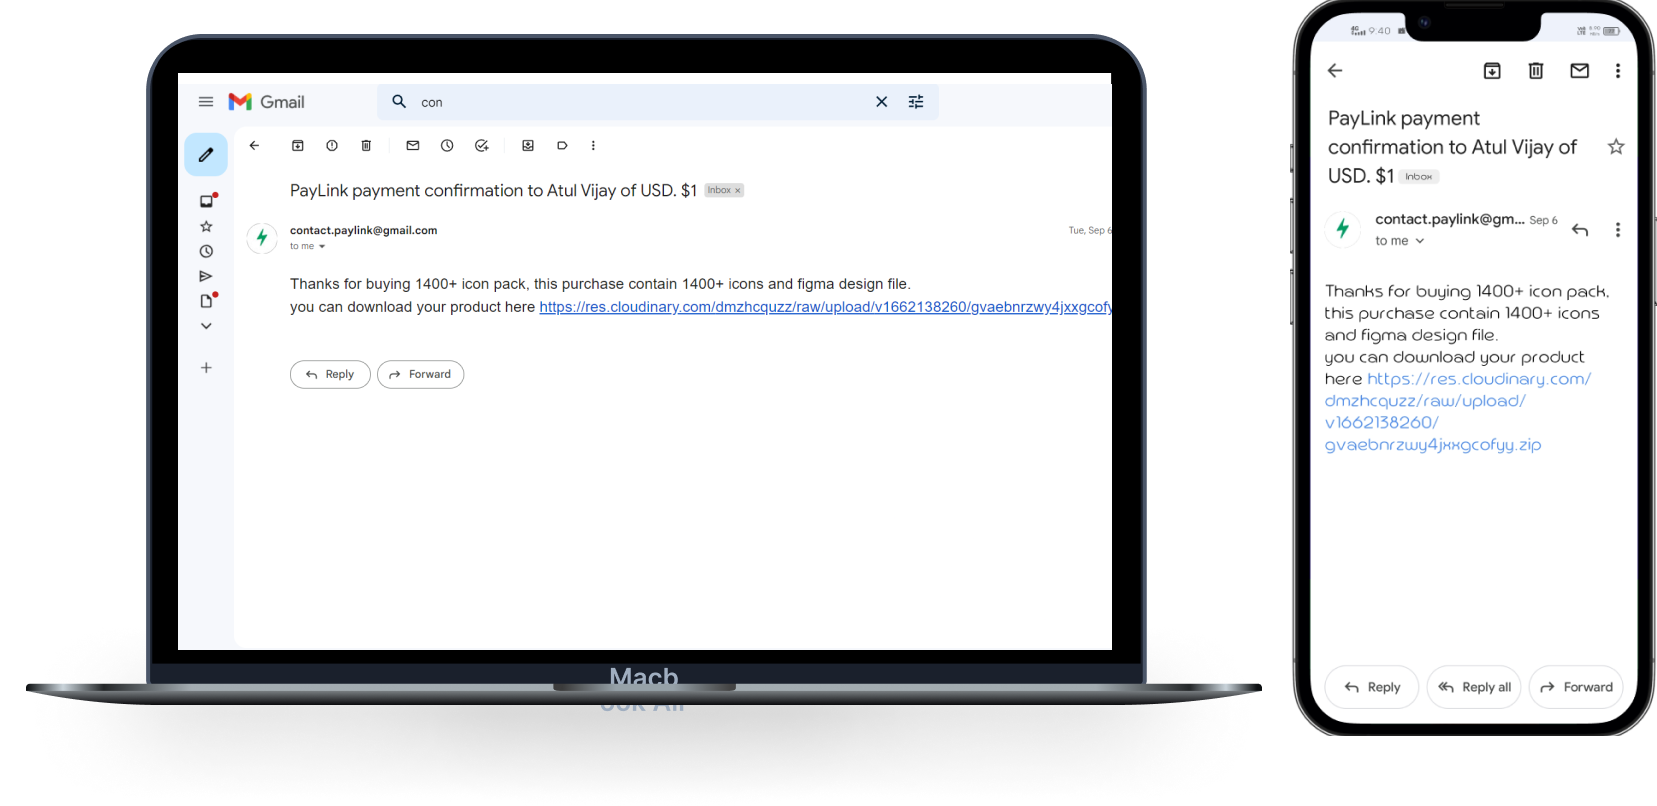 Gmail
con
PayLink payment confirmation to Atul Vijay of USD. $1 Inbox ×
contact.paylink@gmail.com
Tue, Sep 6
to me
Thanks for buying 1400+ icon pack, this purchase contain 1400+ icons and figma design file.
you can download your product here https://res.cloudinary.com/dmzhcquzz/raw/upload/v1662138260/gvaebnrzwy4jxxgcofy
Reply
Forward
Macb
ook Air
9:40
PayLink payment
confirmation to Atul Vijay of
USD. $1 Inbox
contact.paylink@gm... Sep 6
to me
Thanks for buying 1400+ icon pack,
this purchase contain 1400+ icons
and figma design file.
you can download your product
here https://res.cloudinary.com/
dmzhcquzz/raw/upload/
v1662138260/
gvaebnrzwy4jxxgcofyy.zip
Reply
Reply all
Forward